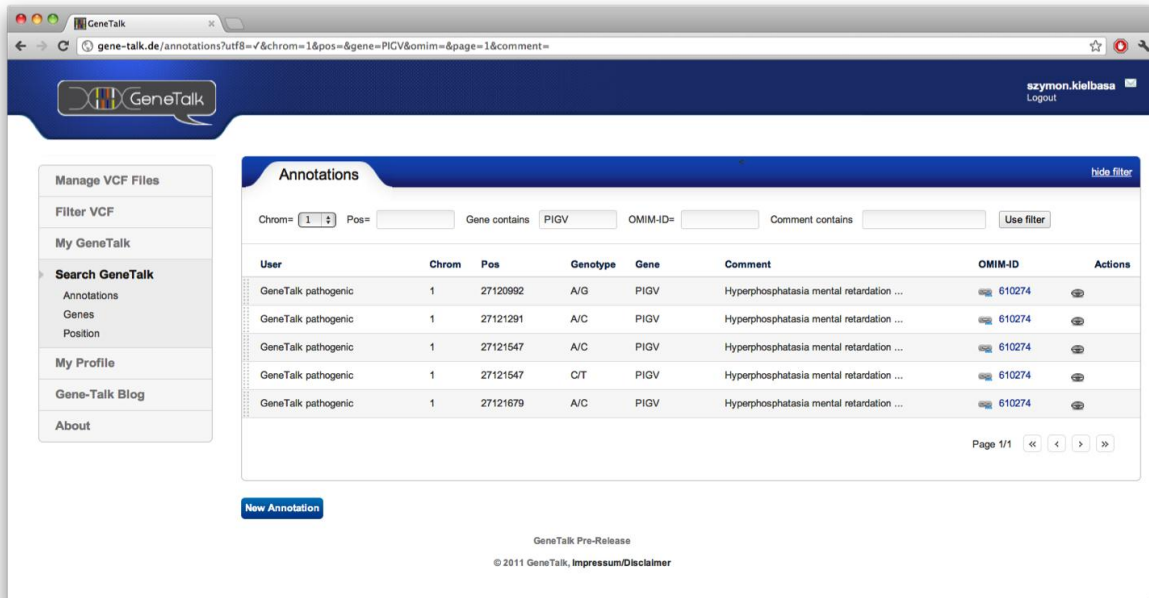 GeneTalk
gene-talk.de/annotations?utf8=✓&chrom=1&pos=&gene=PIGV&omim=&page=1&comment=
GeneTalk
szymon.kielbasa
Logout
Manage VCF Files
Filter VCF
My GeneTalk
Search GeneTalk
Annotations
Genes
Position
My Profile
Gene-Talk Blog
About
Annotations
hide filter
Chrom= 1 Pos= Gene contains PIGV OMIM-ID= Comment contains Use filter
User Chrom Pos Genotype Gene Comment OMIM-ID Actions
GeneTalk pathogenic 1 27120992 A/G PIGV Hyperphosphatasia mental retardation ... 610274
GeneTalk pathogenic 1 27121291 A/C PIGV Hyperphosphatasia mental retardation ... 610274
GeneTalk pathogenic 1 27121547 A/C PIGV Hyperphosphatasia mental retardation ... 610274
GeneTalk pathogenic 1 27121547 C/T PIGV Hyperphosphatasia mental retardation ... 610274
GeneTalk pathogenic 1 27121679 A/C PIGV Hyperphosphatasia mental retardation ... 610274
Page 1/1 « ‹ › »
New Annotation
GeneTalk Pre-Release
© 2011 GeneTalk, Impressum/Disclaimer